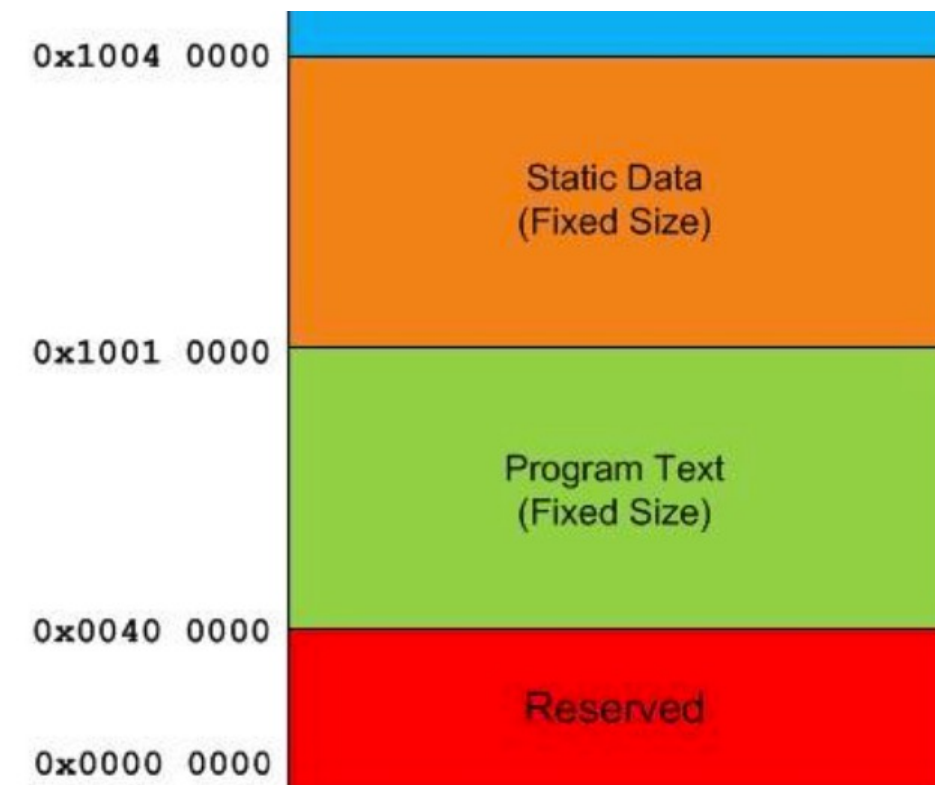 0x1004 0000
Static Data
(Fixed Size)
0x1001 0000
Program Text
(Fixed Size)
0x0040 0000
Reserved
0x0000 0000